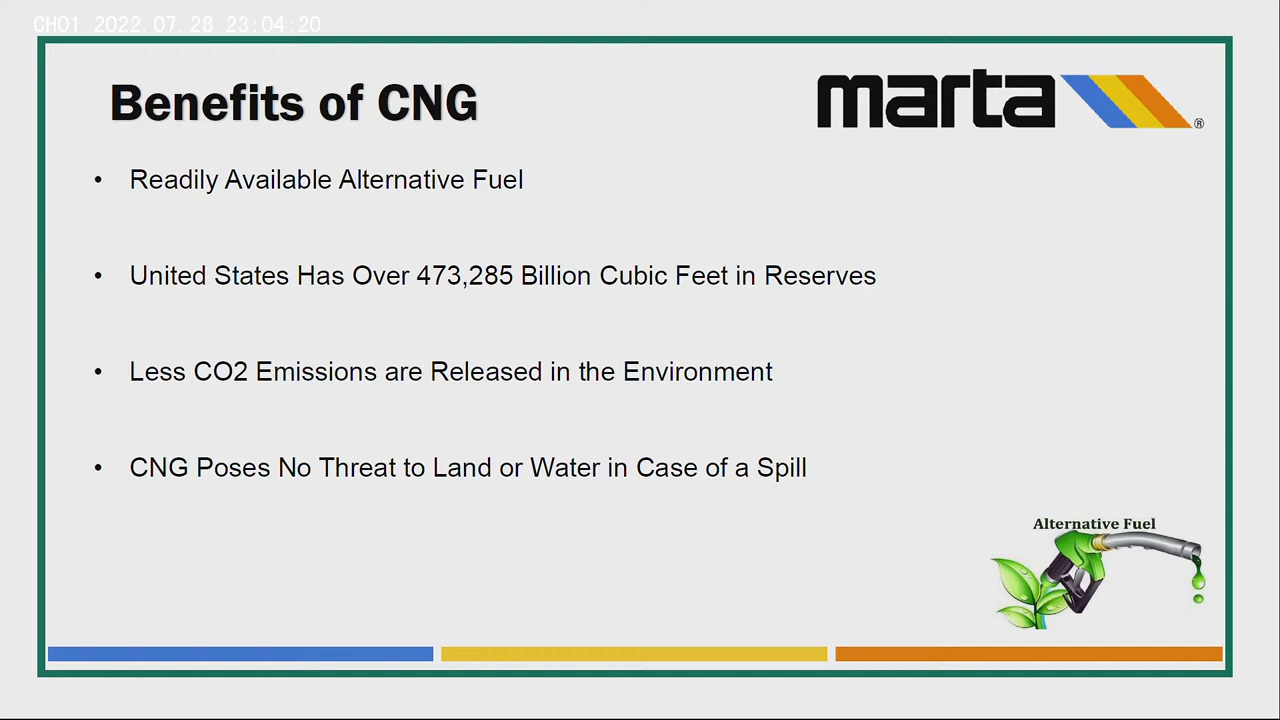 CH01 2022.07.28 23:04:20
Benefits of CNG
marta ®
• Readily Available Alternative Fuel
• United States Has Over 473,285 Billion Cubic Feet in Reserves
• Less CO2 Emissions are Released in the Environment
• CNG Poses No Threat to Land or Water in Case of a Spill
Alternative Fuel